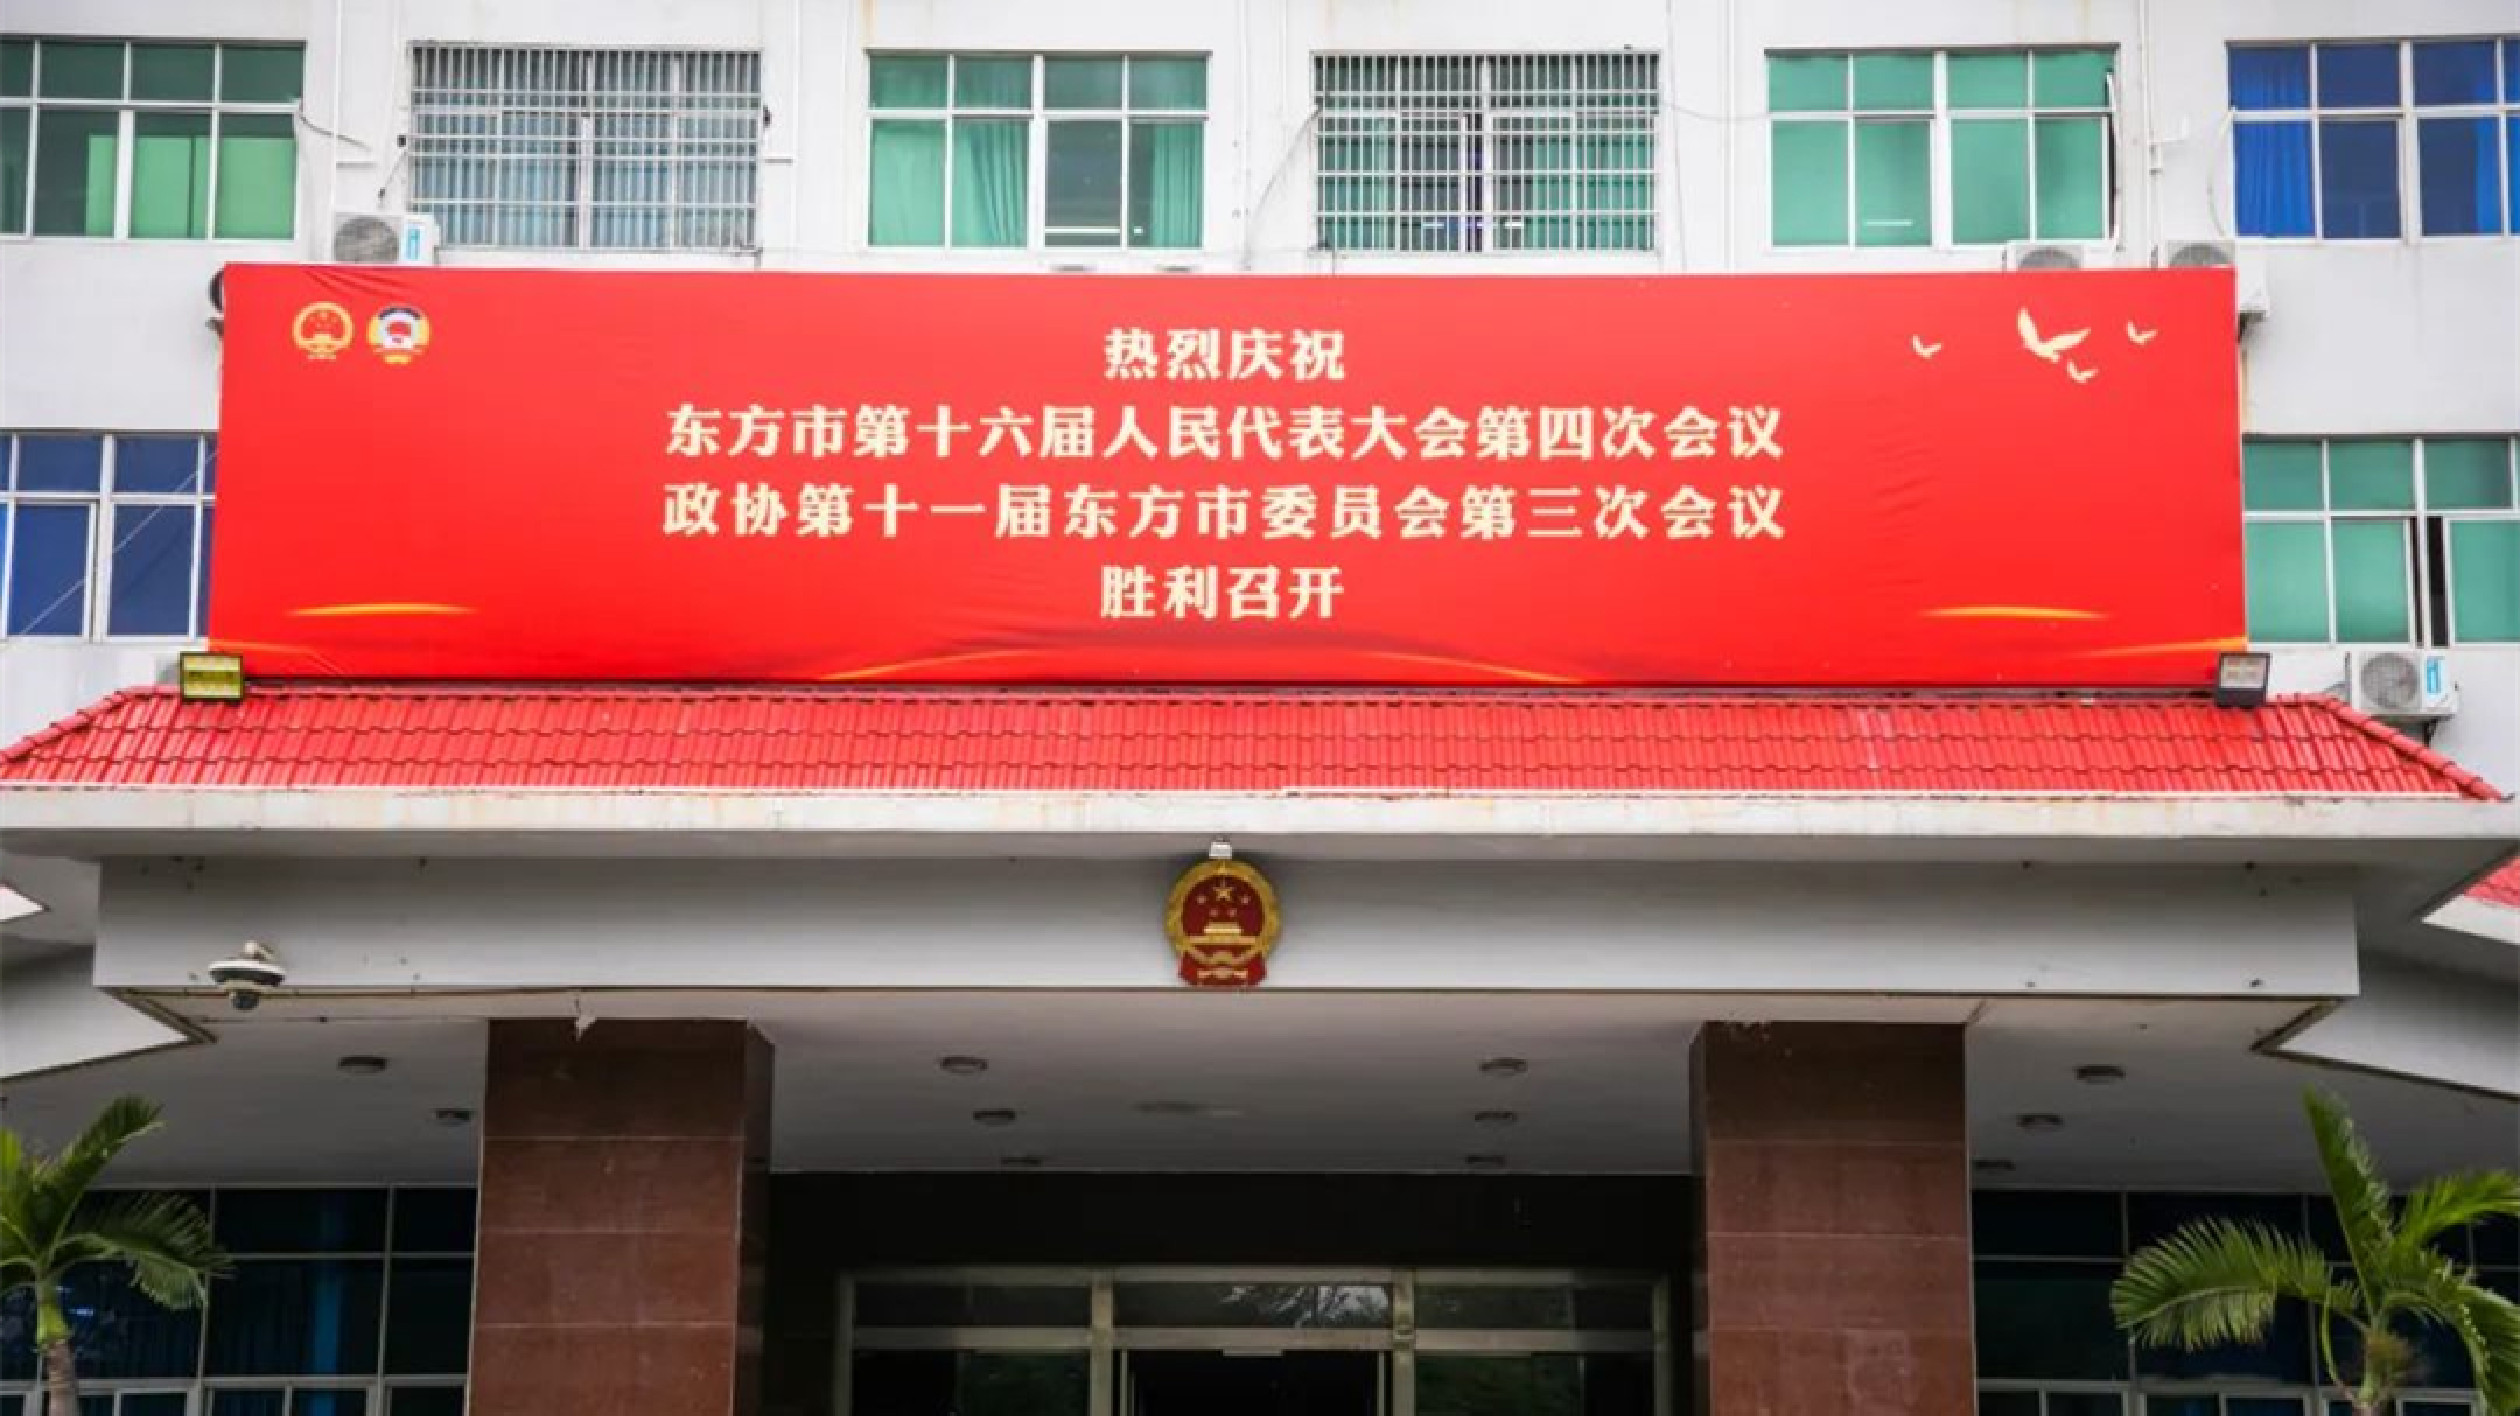 热烈庆祝
东方市第十六届人民代表大会第四次会议
政协第十一届东方市委员会第三次会议
胜利召开